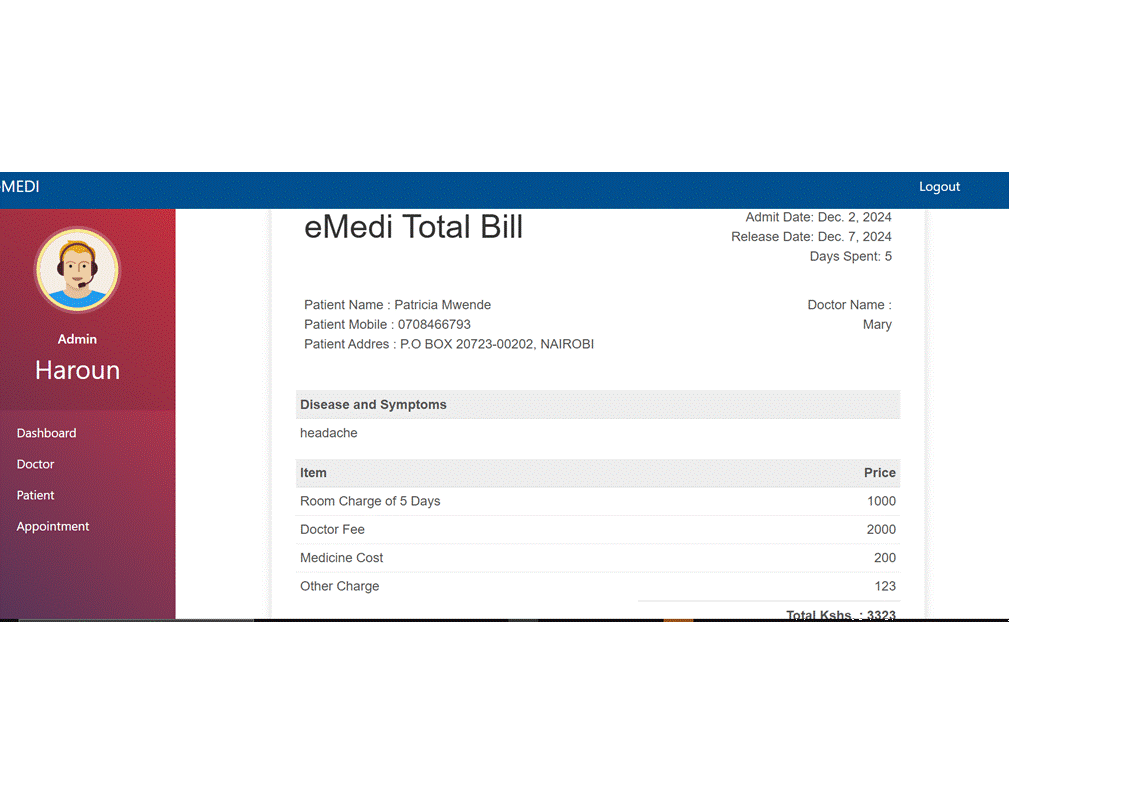 MEDI
Logout
Admin
Haroun
Dashboard
Doctor
Patient
Appointment
eMedi Total Bill
Admit Date: Dec. 2, 2024
Release Date: Dec. 7, 2024
Days Spent: 5
Patient Name : Patricia Mwende
Patient Mobile : 0708466793
Patient Addres : P.O BOX 20723-00202, NAIROBI
Doctor Name :
Mary
Disease and Symptoms
headache
Item Price
Room Charge of 5 Days 1000
Doctor Fee 2000
Medicine Cost 200
Other Charge 123
Total Kshs. : 3323